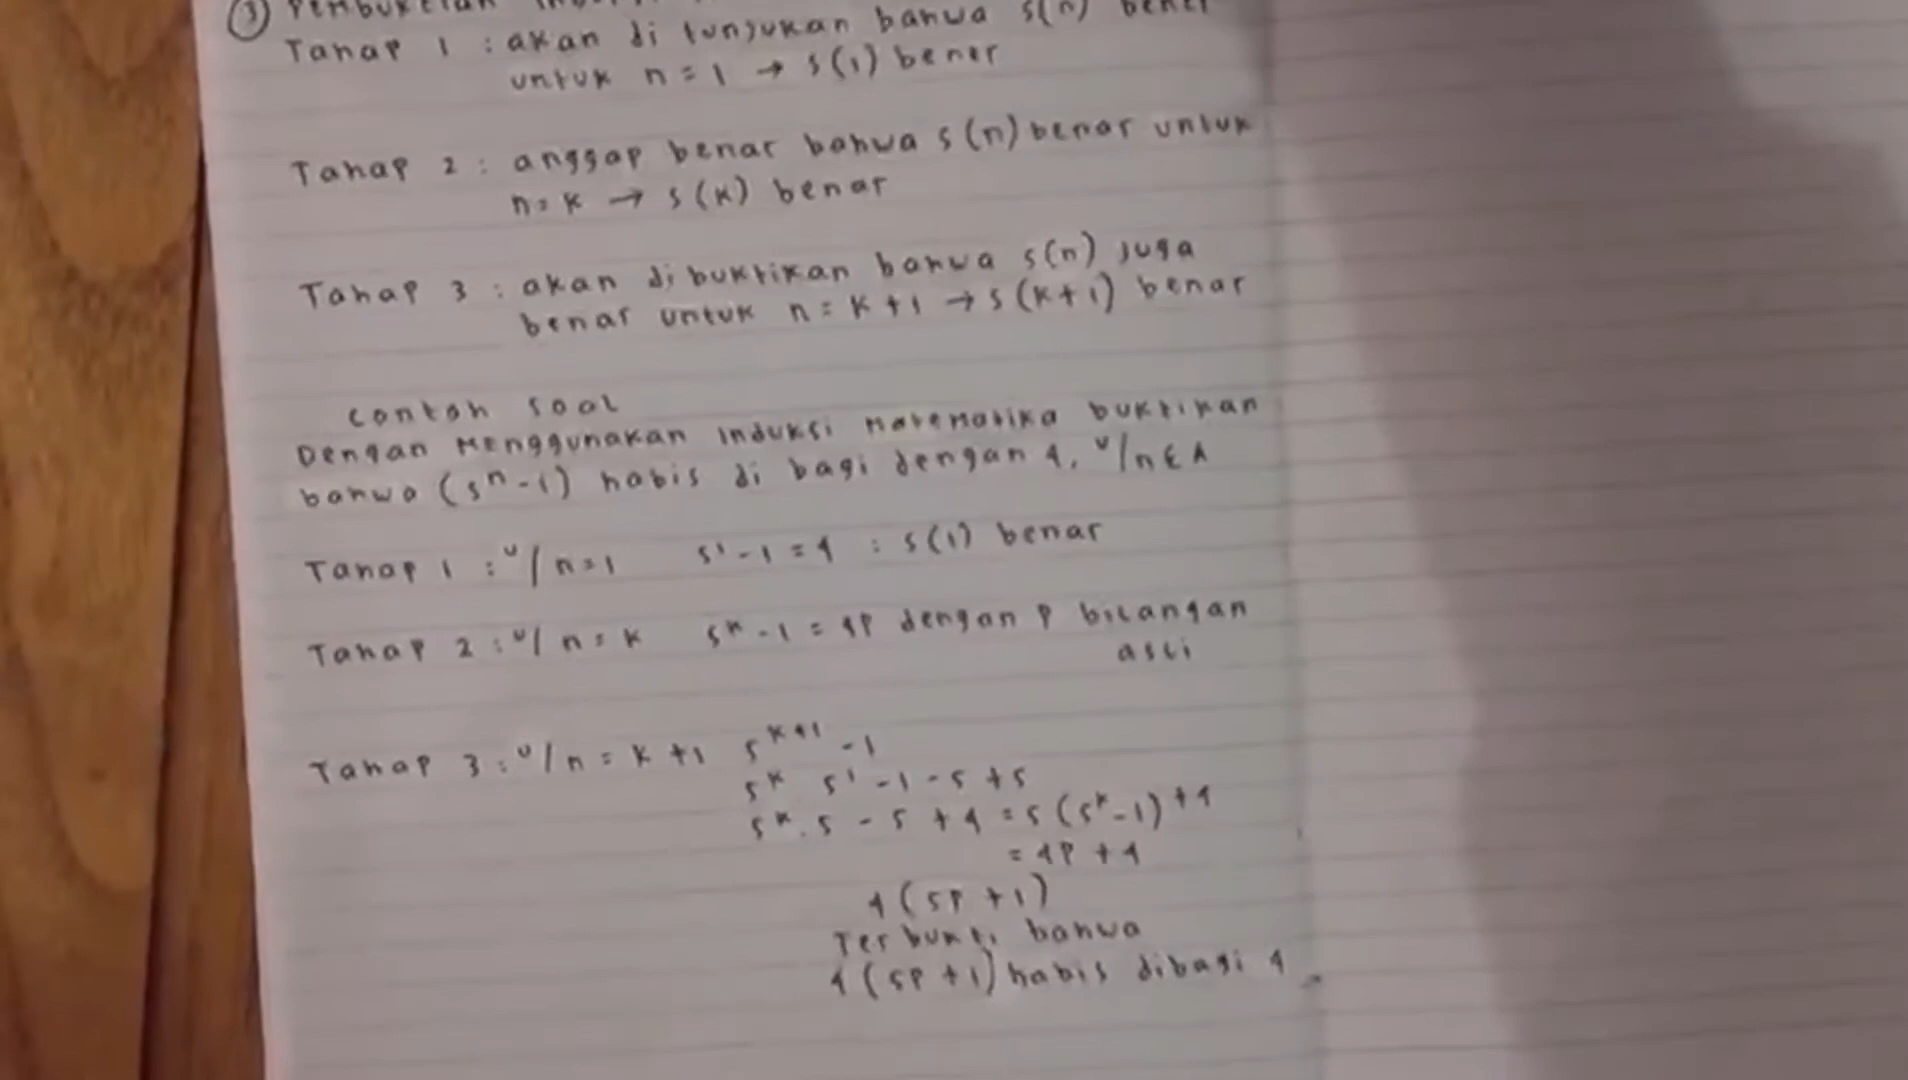 ③ Pembuktian
Tahap 1 : akan di tunjukan bahwa s(n) bener
untuk n = 1 → s(1) bener
Tahap 2 : anggap benar bahwa s(n) benar untuk
n = k → s(k) benar
Tahap 3 : akan dibuktikan bahwa s(n) juga
benar untuk n = k + 1 → s(k+1) benar
contoh soal
Dengan menggunakan induksi matematika buktikan
bahwa (5ⁿ - 1) habis di bagi dengan 4, u/n ∈ A
Tahap 1 : u/n = 1 5¹ - 1 = 4 : s(1) benar
Tahap 2 : u/n = k 5ᵏ - 1 = 4p dengan p bilangan
asli
Tahap 3 : u/n = k + 1 5ᵏ⁺¹ - 1
5ᵏ 5¹ - 1 - 5 + 5
5ᵏ . 5 - 5 + 4 = 5(5ᵏ - 1) + 4
= 4p + 4
4(5p + 1)
Terbukti bahwa
4(5p + 1) habis dibagi 4